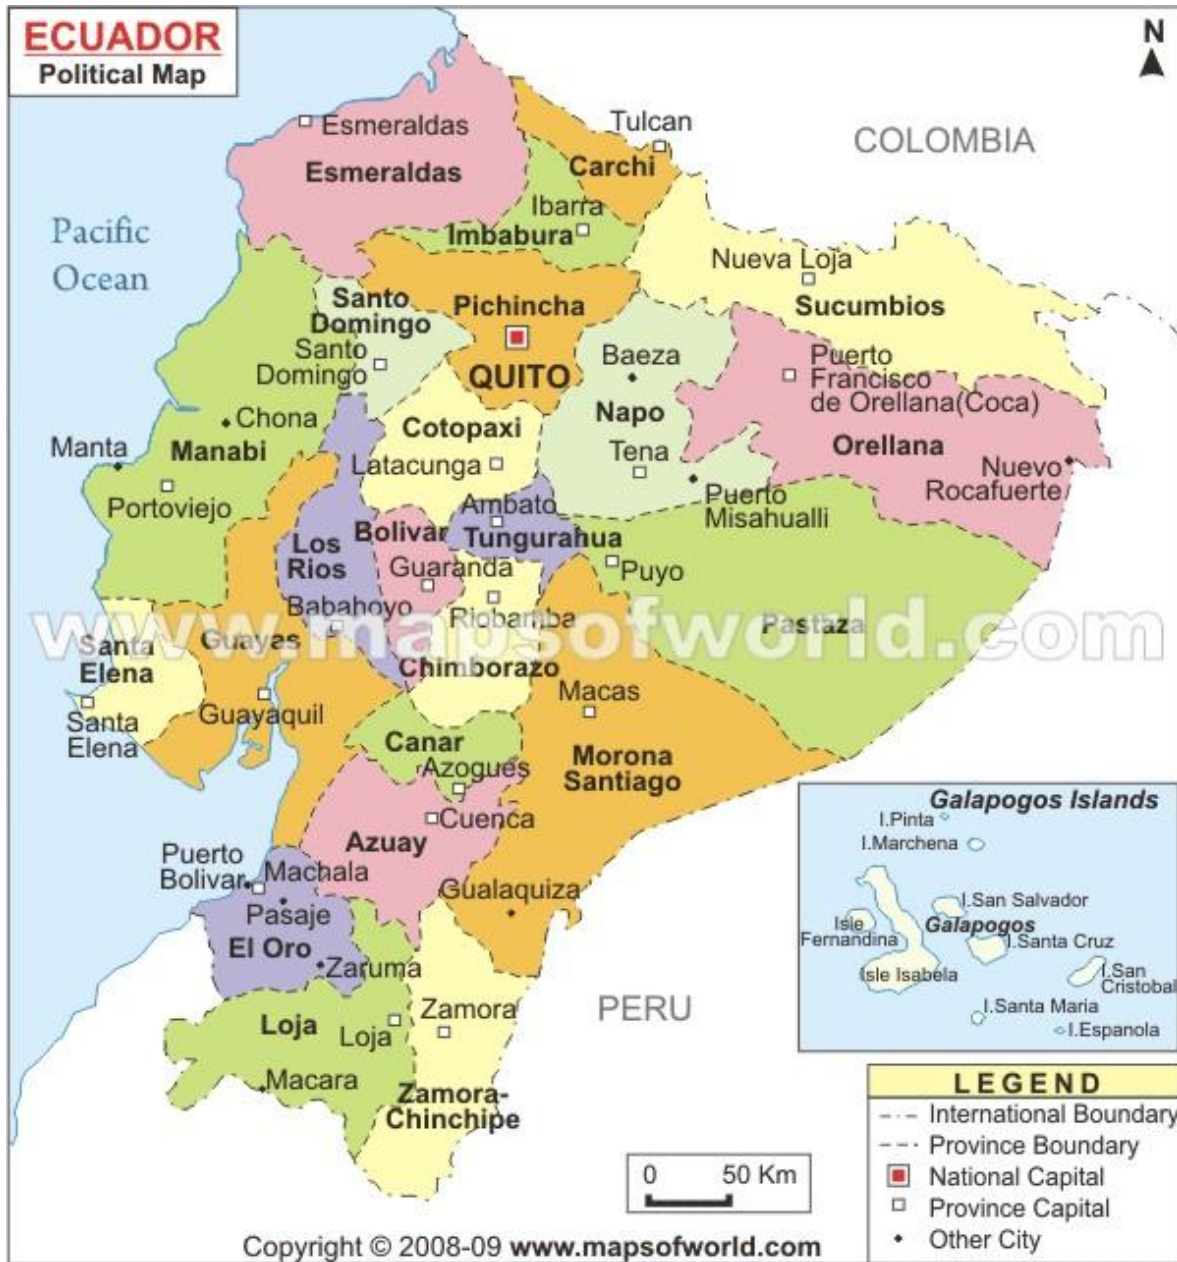 ECUADOR
Political Map
N
COLOMBIA
Pacific
Ocean
Tulcan
Esmeraldas
Carchi
Esmeraldas
Ibarra
Imbabura
Nueva Loja
Sucumbios
Santo
Domingo
Pichincha
Santo
Domingo
QUITO
Baeza
Puerto
Francisco
de Orellana(Coca)
Napo
Chona
Cotopaxi
Orellana
Manta
Manabi
Latacunga
Tena
Nuevo
Rocafuerte
Portoviejo
Puerto
Misahualli
Ambato
Bolivar
Tungurahua
Los
Rios
Guaranda
Puyo
Babahoyo
Riobamba
www.mapsofworld.com
Pastaza
Santa
Elena
Guayas
Chimborazo
Macas
Santa
Elena
Guayaquil
Canar
Morona
Santiago
Azogues
Cuenca
Azuay
Puerto
Bolivar
Machala
Gualaquiza
Pasaje
El Oro
Zaruma
Loja
Loja
Zamora
PERU
Macara
Zamora-
Chinchipe
Galapogos Islands
I.Pinta
I.Marchena
I.San Salvador
Isle
Fernandina
Galapogos
I.Santa Cruz
Isle Isabela
I.San
Cristobal
I.Santa Maria
I.Espanola
LEGEND
International Boundary
Province Boundary
National Capital
Province Capital
Other City
0 50 Km
Copyright © 2008-09 www.mapsofworld.com